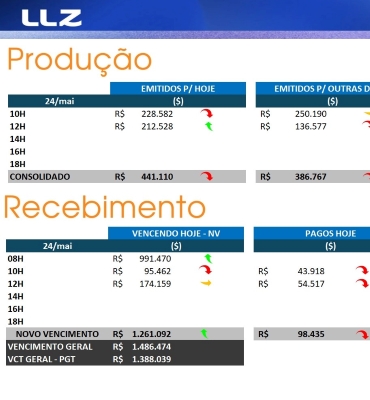 LLZ
Produção
EMITIDOS P/ HOJE EMITIDOS P/ OUTRAS D
24/mai ($) ($)
10H R$ 228.582 R$ 250.190
12H R$ 212.528 R$ 136.577
14H
16H
18H
CONSOLIDADO R$ 441.110 R$ 386.767
Recebimento
VENCENDO HOJE - NV PAGOS HOJE
24/mai ($) ($)
08H R$ 991.470
10H R$ 95.462 R$ 43.918
12H R$ 174.159 R$ 54.517
14H
16H
18H
NOVO VENCIMENTO R$ 1.261.092 R$ 98.435
VENCIMENTO GERAL R$ 1.486.474
VCT GERAL - PGT R$ 1.388.039